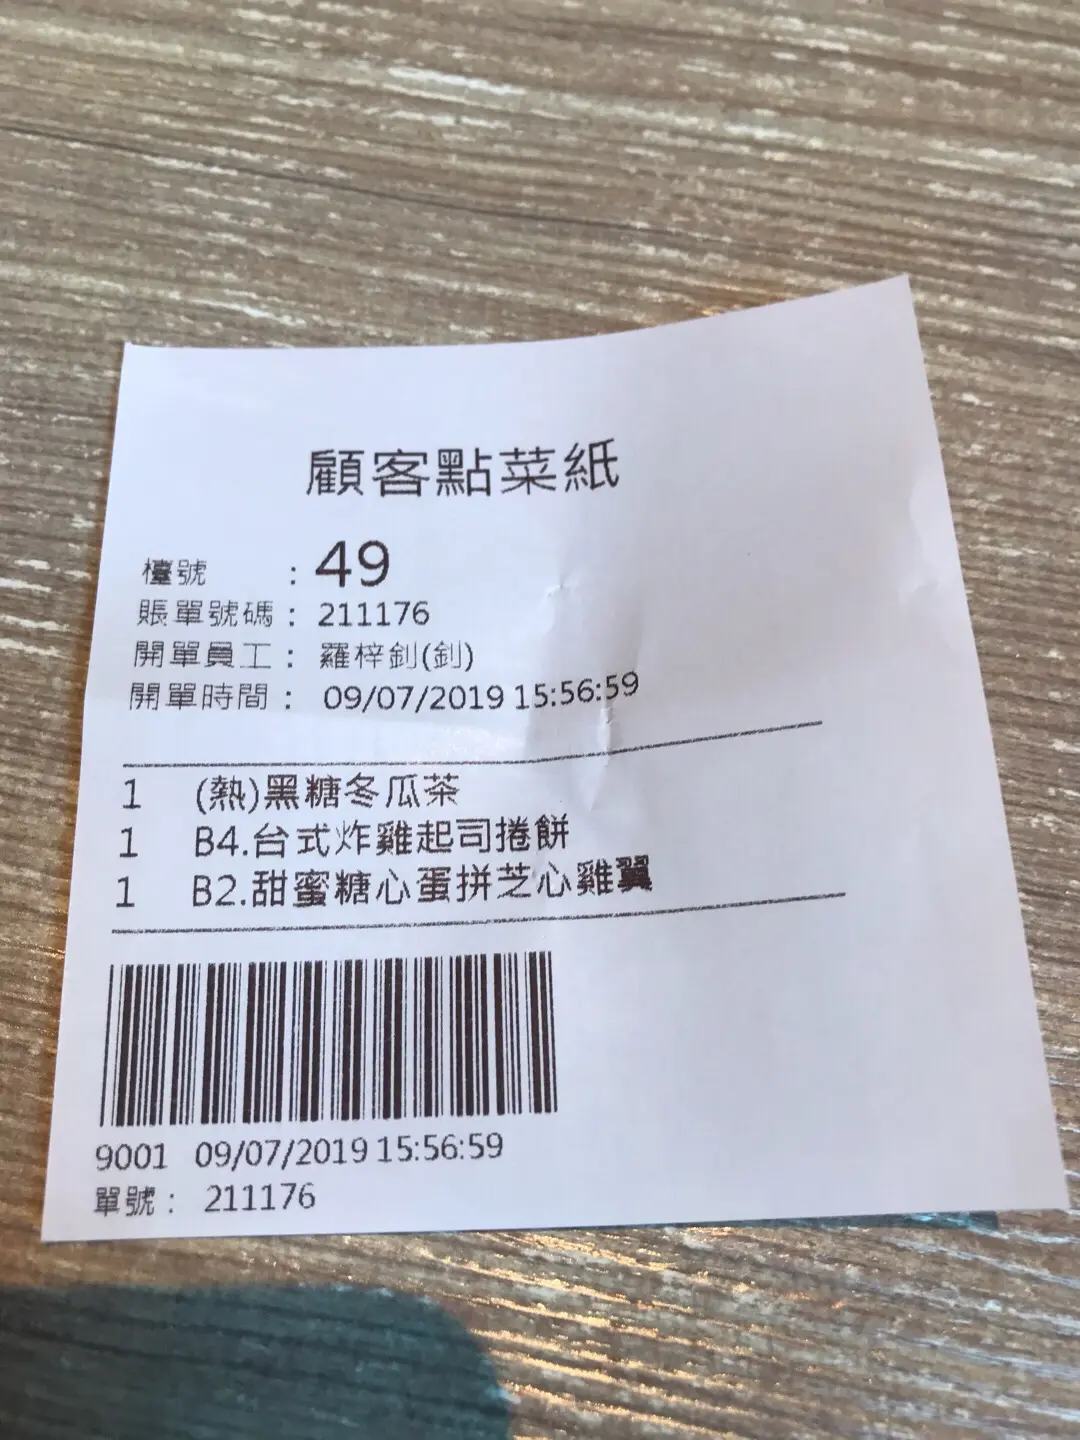 顧客點菜紙
檯號 : 49
賬單號碼 : 211176
開單員工 : 羅梓釗(釗)
開單時間 : 09/07/2019 15:56:59
1 (熱)黑糖冬瓜茶
1 B4.台式炸雞起司捲餅
1 B2.甜蜜糖心蛋拼芝心雞翼
9001 09/07/2019 15:56:59
單號 : 211176